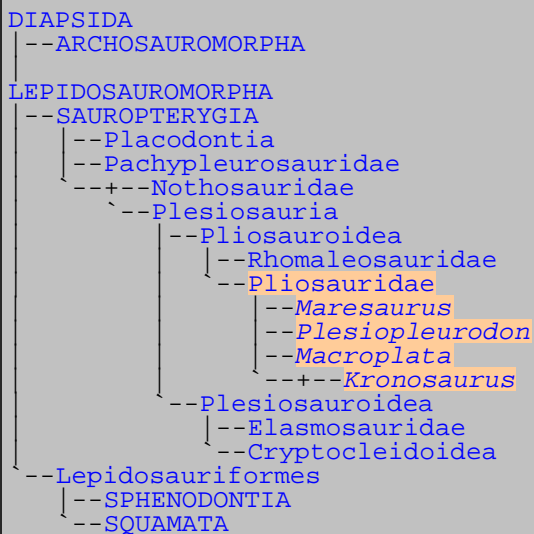 DIAPSIDA
|--ARCHOSAUROMORPHA
|
LEPIDOSAUROMORPHA
|--SAUROPTERYGIA
|  |--Placodontia
|  |--Pachypleurosauridae
|  `--+--Nothosauridae
|     `--Plesiosauria
|        |--Pliosauroidea
|        |  |--Rhomaleosauridae
|        |  `--Pliosauridae
|        |     |--Maresaurus
|        |     |--Plesiopleurodon
|        |     |--Macroplata
|        |     `--+--Kronosaurus
|        `--Plesiosauroidea
|           |--Elasmosauridae
|           `--Cryptocleidoidea
`--Lepidosauriformes
   |--SPHENODONTIA
   `--SQUAMATA